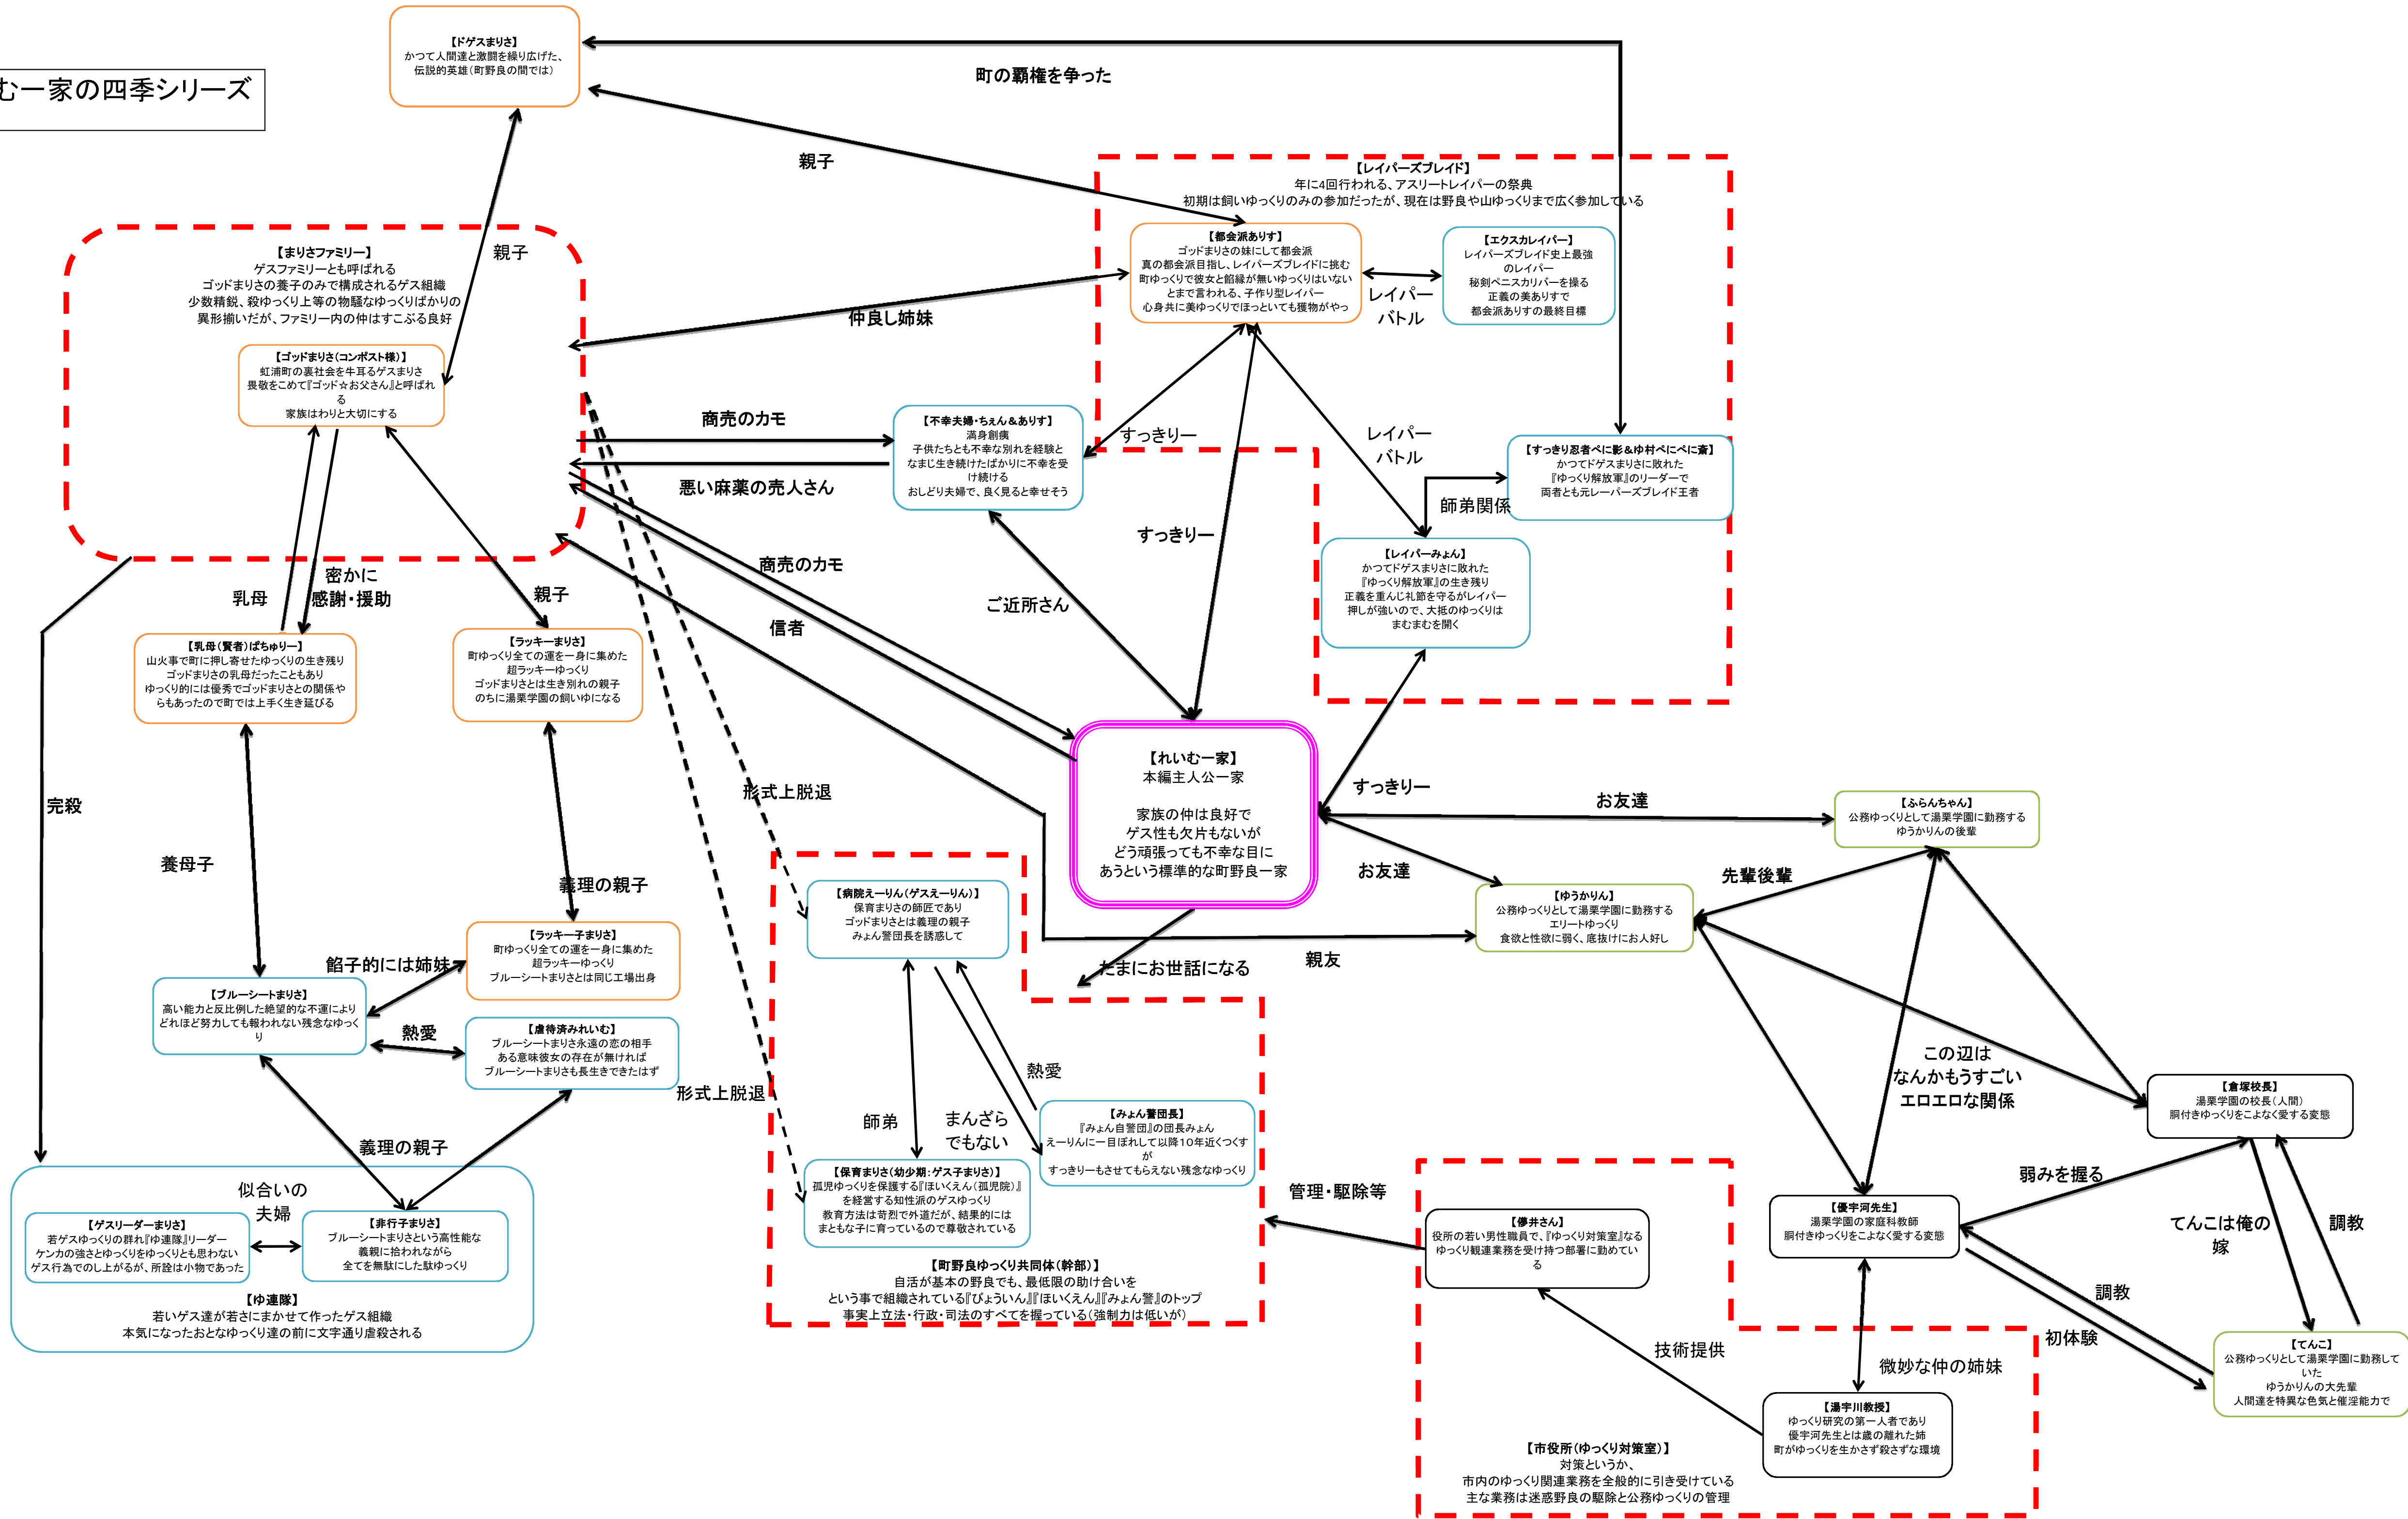 む一家の四季シリーズ
【ドゲスまりさ】
かつて人間達と激闘を繰り広げた、
伝説的英雄（町野良の間では）
町の覇権を争った
親子
親子
【レイパーズブレイド】
年に4回行われる、アスリートレイパーの祭典
初期は飼いゆっくりのみの参加だったが、現在は野良や山ゆっくりまで広く参加している
【都会派ありす】
ゴッドまりさの妹にして都会派
真の都会派目指し、レイパーズブレイドに挑む
町ゆっくりで彼女と餡縁が無いゆっくりはいない
とまで言われる、子作り型レイパー
心身共に美ゆっくりでほっといても獲物がやっ
レイパー
バトル
【エクスカレイパー】
レイパーズブレイド史上最強
のレイパー
秘剣ペニスカリバーを操る
正義の美ありすで
都会派ありすの最終目標
【まりさファミリー】
ゲスファミリーとも呼ばれる
ゴッドまりさの養子のみで構成されるゲス組織
少数精鋭、殺ゆっくり上等の物騒なゆっくりばかりの
異形揃いだが、ファミリー内の仲はすこぶる良好
【ゴッドまりさ（コンポスト様）】
虹浦町の裏社会を牛耳るゲスまりさ
畏敬をこめて『ゴッド☆お父さん』と呼ばれ
る
家族はわりと大切にする
仲良し姉妹
商売のカモ
悪い麻薬の売人さん
【不幸夫婦・ちぇん＆ありす】
満身創痍
子供たちとも不幸な別れを経験と
なまじ生き続けたばかりに不幸を受
け続ける
おしどり夫婦で、良く見ると幸せそう
すっきりー
レイパー
バトル
【すっきり忍者ぺに影＆ゆ村ぺにぺに斎】
かつてドゲスまりさに敗れた
『ゆっくり解放軍』のリーダーで
両者とも元レーパーズブレイド王者
師弟関係
すっきりー
【レイパーみょん】
かつてドゲスまりさに敗れた
『ゆっくり解放軍』の生き残り
正義を重んじ礼節を守るがレイパー
押しが強いので、大抵のゆっくりは
まむまむを開く
商売のカモ
信者
ご近所さん
乳母
密かに
感謝・援助
親子
【乳母（賢者）ぱちゅりー】
山火事で町に押し寄せたゆっくりの生き残り
ゴッドまりさの乳母だったこともあり
ゆっくり的には優秀でゴッドまりさとの関係や
らもあったので町では上手く生き延びる
【ラッキーまりさ】
町ゆっくり全ての運を一身に集めた
超ラッキーゆっくり
ゴッドまりさとは生き別れの親子
のちに湯栗学園の飼いゆになる
【れいむ一家】
本編主人公一家
家族の仲は良好で
ゲス性も欠片もないが
どう頑張っても不幸な目に
あうという標準的な町野良一家
すっきりー
お友達
お友達
【ふらんちゃん】
公務ゆっくりとして湯栗学園に勤務する
ゆうかりんの後輩
先輩後輩
【ゆうかりん】
公務ゆっくりとして湯栗学園に勤務する
エリートゆっくり
食欲と性欲に弱く、底抜けにお人好し
親友
たまにお世話になる
完殺
養母子
義理の親子
形式上脱退
形式上脱退
【病院えーりん（ゲスえーりん）】
保育まりさの師匠であり
ゴッドまりさとは義理の親子
みょん警団長を誘惑して
【ラッキー子まりさ】
町ゆっくり全ての運を一身に集めた
超ラッキーゆっくり
ブルーシートまりさとは同じ工場出身
餡子的には姉妹
【ブルーシートまりさ】
高い能力と反比例した絶望的な不運により
どれほど努力しても報われない残念なゆっく
り
熱愛
【虐待済みれいむ】
ブルーシートまりさ永遠の恋の相手
ある意味彼女の存在が無ければ
ブルーシートまりさも長生きできたはず
義理の親子
師弟
まんざら
でもない
熱愛
【みょん警団長】
『みょん自警団』の団長みょん
えーりんに一目ぼれして以降10年近くつくす
が
すっきりーもさせてもらえない残念なゆっくり
【保育まりさ（幼少期：ゲス子まりさ）】
孤児ゆっくりを保護する『ほいくえん（孤児院）』
を経営する知性派のゲスゆっくり
教育方法は苛烈で外道だが、結果的には
まともな子に育っているので尊敬されている
【町野良ゆっくり共同体（幹部）】
自活が基本の野良でも、最低限の助け合いを
という事で組織されている『びょういん』『ほいくえん』『みょん警』のトップ
事実上立法・行政・司法のすべてを握っている（強制力は低いが）
似合いの
夫婦
【ゲスリーダーまりさ】
若ゲスゆっくりの群れ『ゆ連隊』リーダー
ケンカの強さとゆっくりをゆっくりとも思わない
ゲス行為でのし上がるが、所詮は小物であった
【非行子まりさ】
ブルーシートまりさという高性能な
義親に拾われながら
全てを無駄にした駄ゆっくり
【ゆ連隊】
若いゲス達が若さにまかせて作ったゲス組織
本気になったおとなゆっくり達の前に文字通り虐殺される
管理・駆除等
【儚井さん】
役所の若い男性職員で、『ゆっくり対策室』なる
ゆっくり観連業務を受け持つ部署に勤めてい
る
技術提供
【市役所（ゆっくり対策室）】
対策というか、
市内のゆっくり関連業務を全般的に引き受けている
主な業務は迷惑野良の駆除と公務ゆっくりの管理
この辺は
なんかもうすごい
エロエロな関係
【倉塚校長】
湯栗学園の校長（人間）
胴付きゆっくりをこよなく愛する変態
弱みを握る
【優宇河先生】
湯栗学園の家庭科教師
胴付きゆっくりをこよなく愛する変態
てんこは俺の
嫁
調教
調教
初体験
微妙な仲の姉妹
【湯宇川教授】
ゆっくり研究の第一人者であり
優宇河先生とは歳の離れた姉
町がゆっくりを生かさず殺さずな環境
【てんこ】
公務ゆっくりとして湯栗学園に勤務して
いた
ゆうかりんの大先輩
人間達を特異な色気と催淫能力で